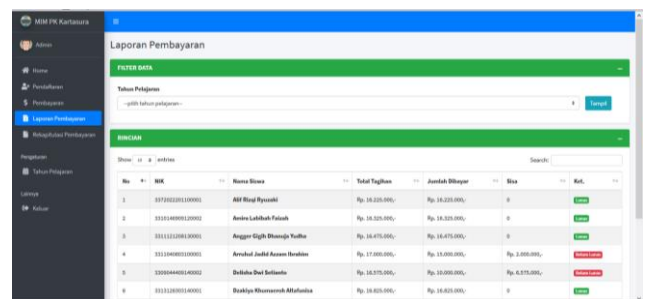 MIM PK Kartasura
Admin
Home
Pendaftaran
Pembayaran
Laporan Pembayaran
Rekapitulasi Pembayaran
Pengaturan
Tahun Pelajaran
Lainnya
Keluar
Laporan Pembayaran
FILTER DATA
Tahun Pelajaran
--pilih tahun pelajaran--
Tampil
RINCIAN
Show 10 entries
Search:
No NIK Nama Siswa Total Tagihan Jumlah Dibayar Sisa Ket.
1 3372022201100001 Alif Rizqi Ryuzaki Rp. 16.225.000,- Rp. 16.225.000,- 0 Lunas
2 Amira Labibah Faizah Rp. 16.325.000,- Rp. 16.325.000,- 0 Lunas
3 3311121208130001 Angger Gigih Dhanuja Yudha Rp. 16.475.000,- Rp. 16.475.000,- 0 Lunas
4 Arrahul Jadid Azzam Ibrahim Rp. 17.000.000,- Rp. 15.000.000,- Rp. 2.000.000,- Belum Lunas
5 Delisha Dwi Setianto Rp. 16.575.000,- Rp. 10.000.000,- Rp. 6.575.000,- Belum Lunas
6 3313126303140001 Dzakiya Khumairoh Altafunisa Rp. 16.825.000,- Rp. 16.825.000,- 0 Lunas